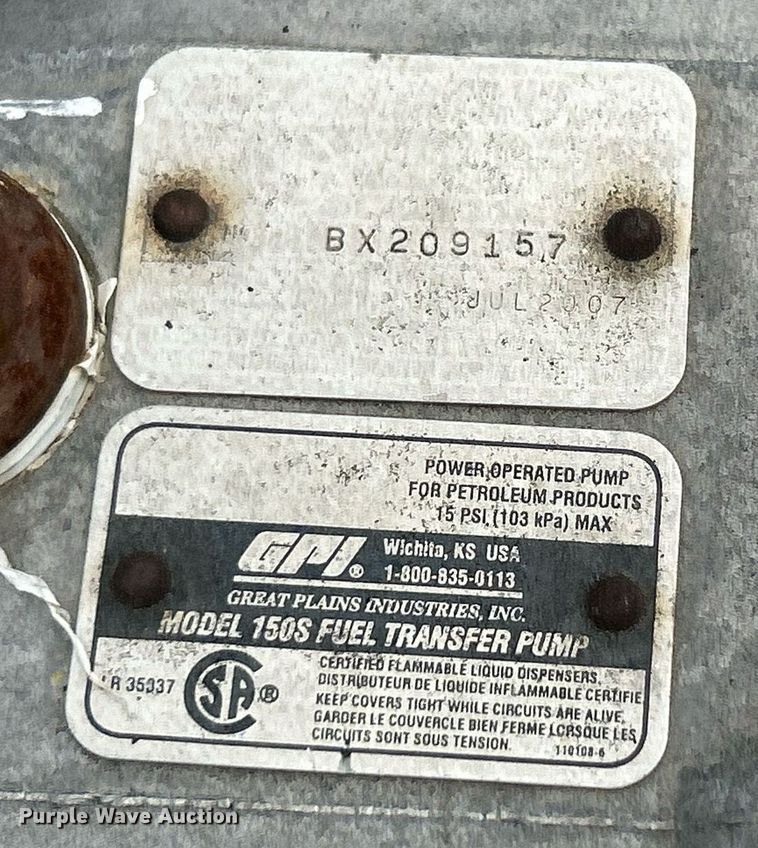 BX209157
JUL2007
POWER OPERATED PUMP
FOR PETROLEUM PRODUCTS
15 PSI (103 kPa) MAX
GPI® Wichita, KS USA
1-800-835-0113
GREAT PLAINS INDUSTRIES, INC.
MODEL 150S FUEL TRANSFER PUMP
LR 35937
CSA®
CERTIFIED FLAMMABLE LIQUID DISPENSERS.
DISTRIBUTEUR DE LIQUIDE INFLAMMABLE CERTIFIE
KEEP COVERS TIGHT WHILE CIRCUITS ARE ALIVE.
GARDER LE COUVERCLE BIEN FERME LORSQUE LES
CIRCUITS SONT SOUS TENSION.
110108-6
Purple Wave Auction